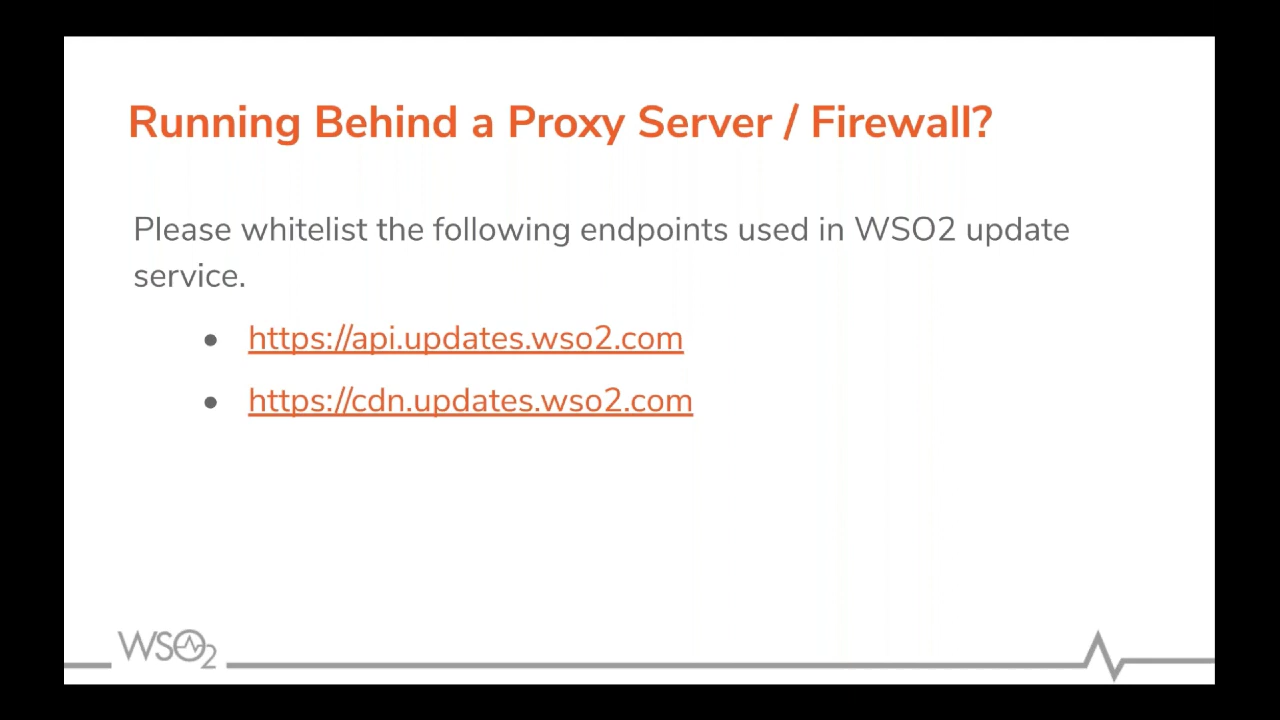 Running Behind a Proxy Server / Firewall?
Please whitelist the following endpoints used in WSO2 update
service.
● https://api.updates.wso2.com
● https://cdn.updates.wso2.com
WSO2